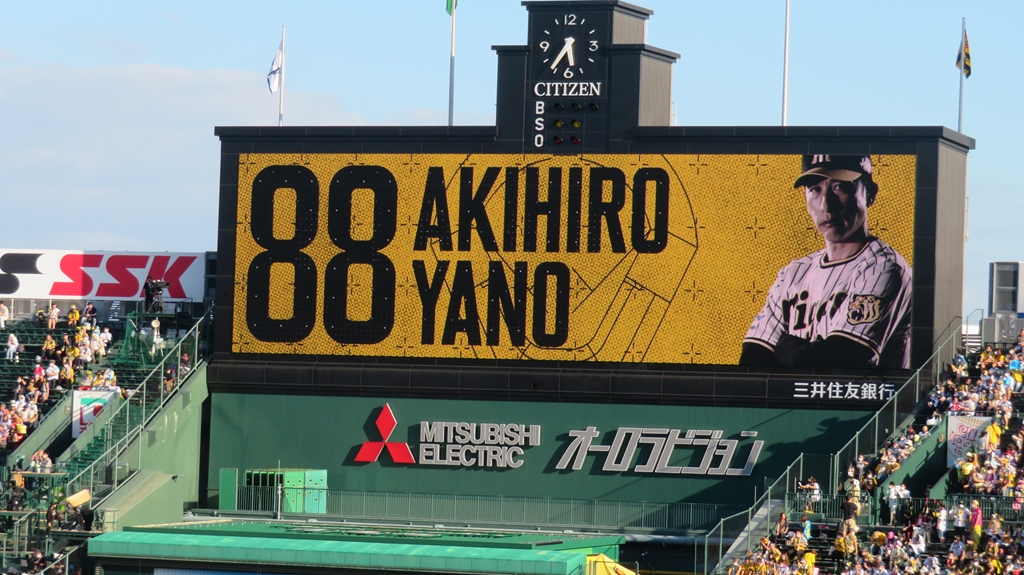 12
9 3
6
CITIZEN
B
S
O
88 AKIHIRO
YANO
SSK
三井住友銀行
MITSUBISHI
ELECTRIC
オーロラビジョン